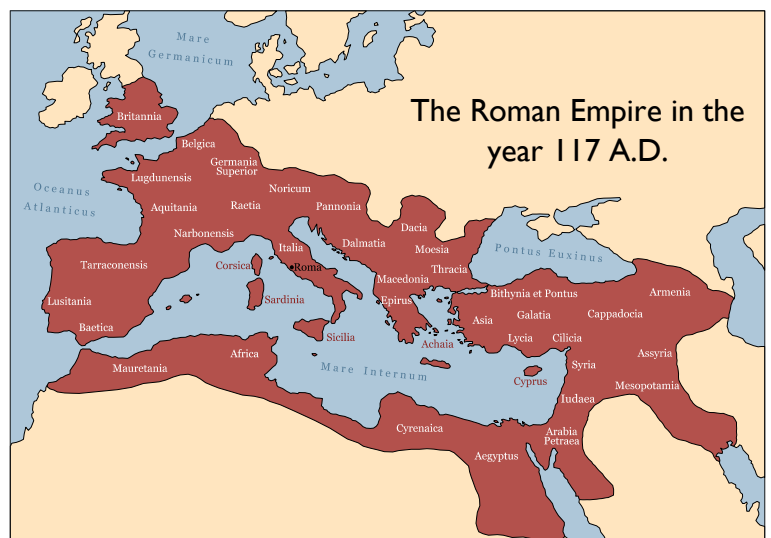 Mare
Germanicum
The Roman Empire in the
year 117 A.D.
Britannia
Belgica
Germania
Superior
Lugdunensis
Noricum
Oceanus
Atlanticus
Aquitania
Raetia
Pannonia
Narbonensis
Dacia
Italia
Dalmatia
Moesia
Pontus Euxinus
Tarraconensis
Corsica
Roma
Thracia
Macedonia
Lusitania
Sardinia
Epirus
Bithynia et Pontus
Armenia
Baetica
Sicilia
Achaia
Asia
Galatia
Cappadocia
Lycia
Cilicia
Mauretania
Africa
Mare Internum
Cyprus
Syria
Assyria
Mesopotamia
Iudaea
Cyrenaica
Arabia
Petraea
Aegyptus